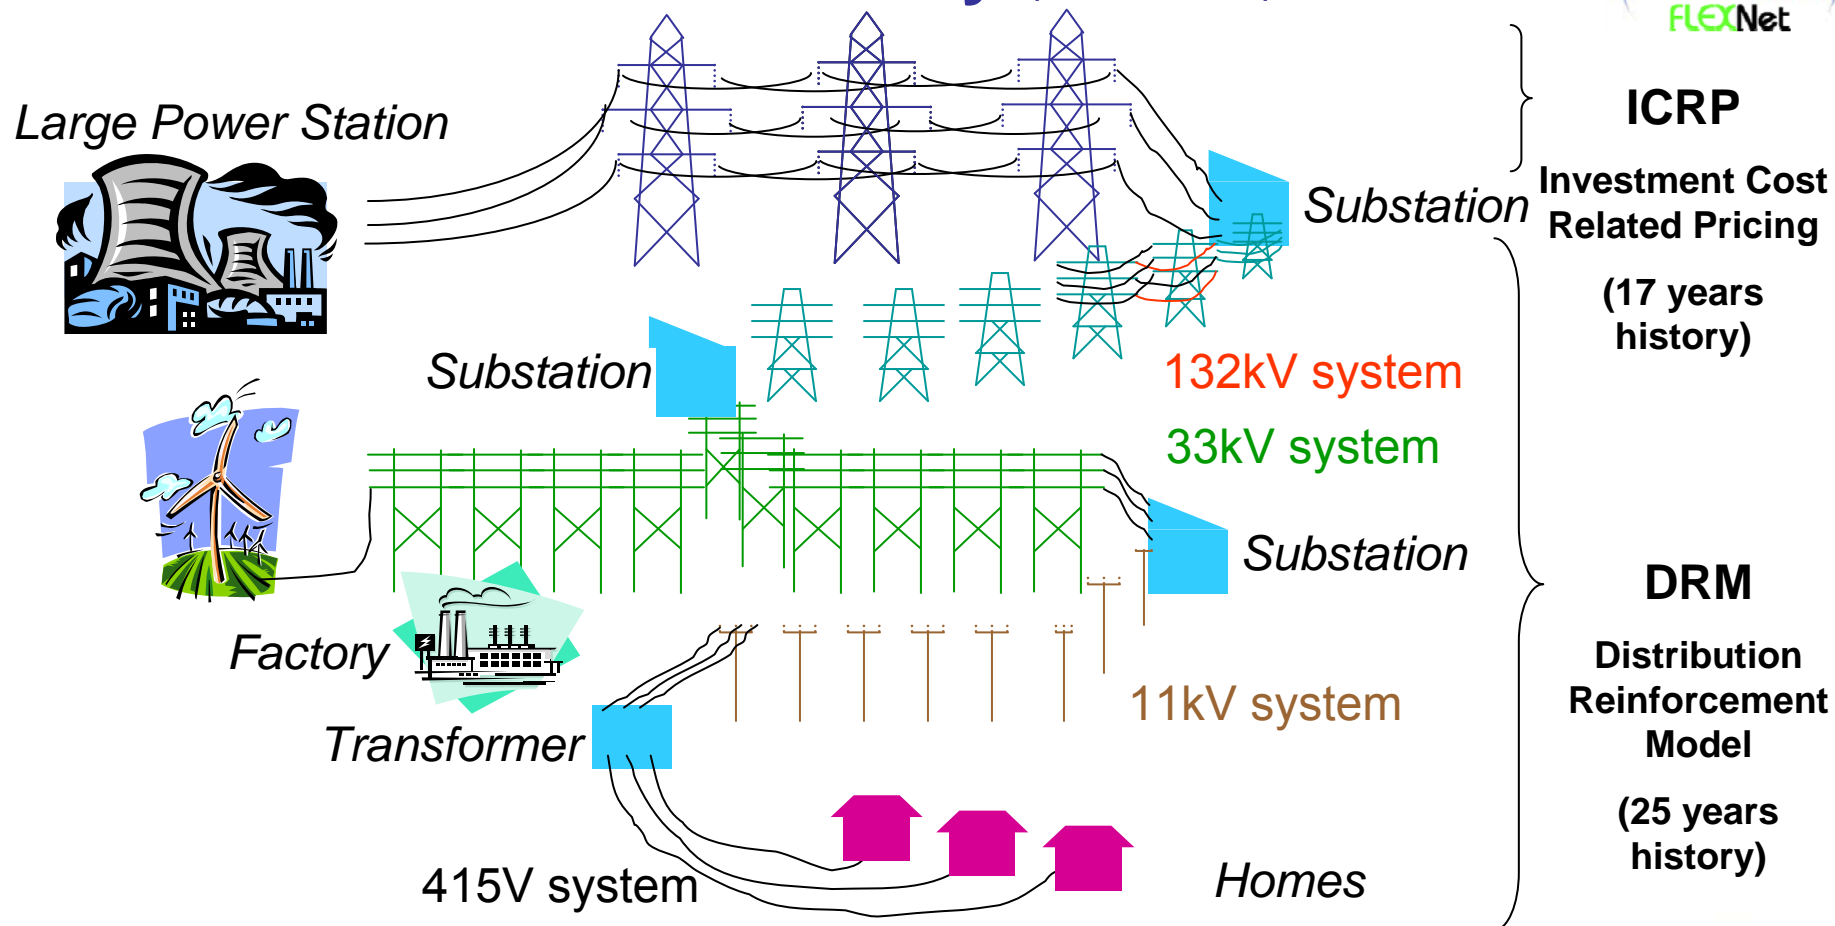 FLEXNet
ICRP
Large Power Station
Investment Cost
Related Pricing
Substation
(17 years
history)
Substation
132kV system
33kV system
Substation
DRM
Factory
Distribution
Reinforcement
Model
11kV system
Transformer
(25 years
history)
415V system
Homes